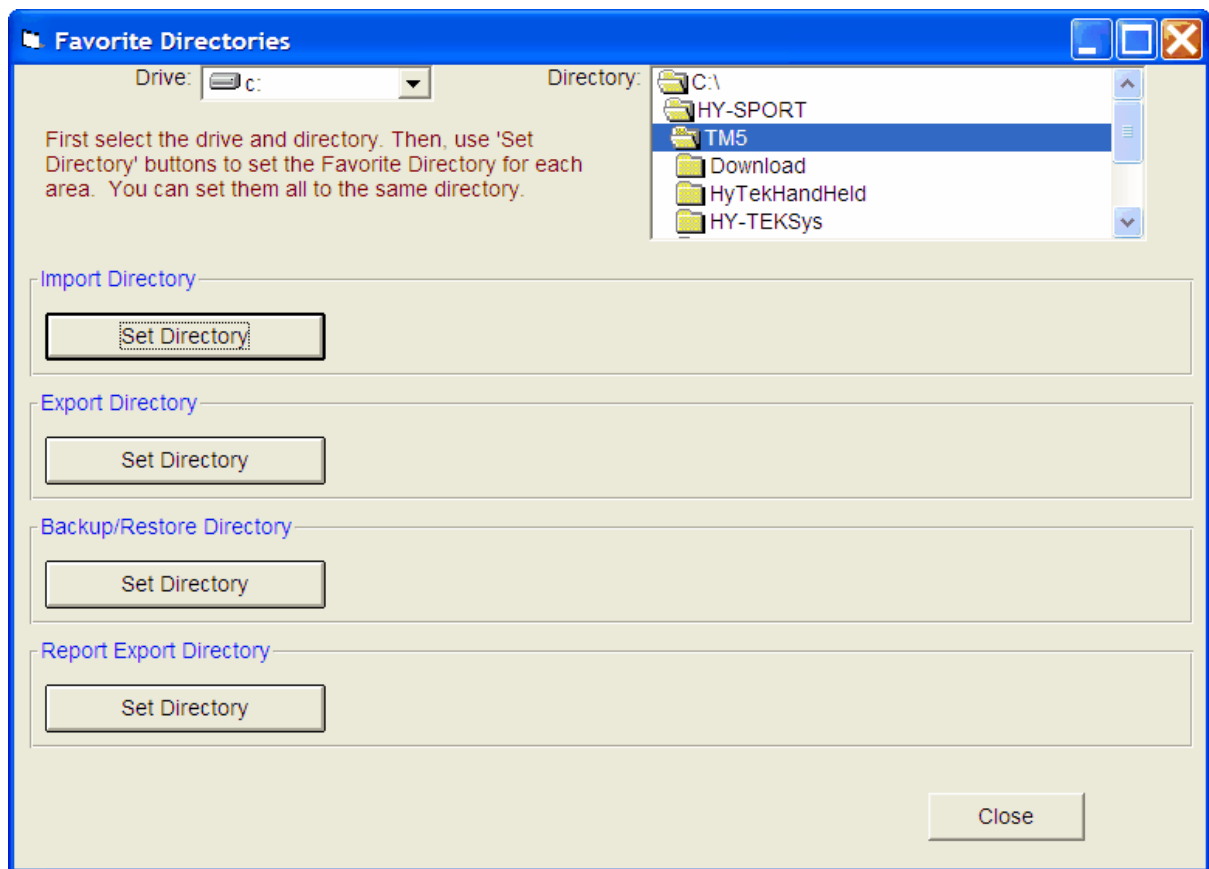 Favorite Directories
Drive:
c:
Directory:
C:\
HY-SPORT
TM5
Download
HyTekHandHeld
HY-TEKSys
First select the drive and directory. Then, use 'Set
Directory' buttons to set the Favorite Directory for each
area.  You can set them all to the same directory.
Import Directory
Set Directory
Export Directory
Set Directory
Backup/Restore Directory
Set Directory
Report Export Directory
Set Directory
Close